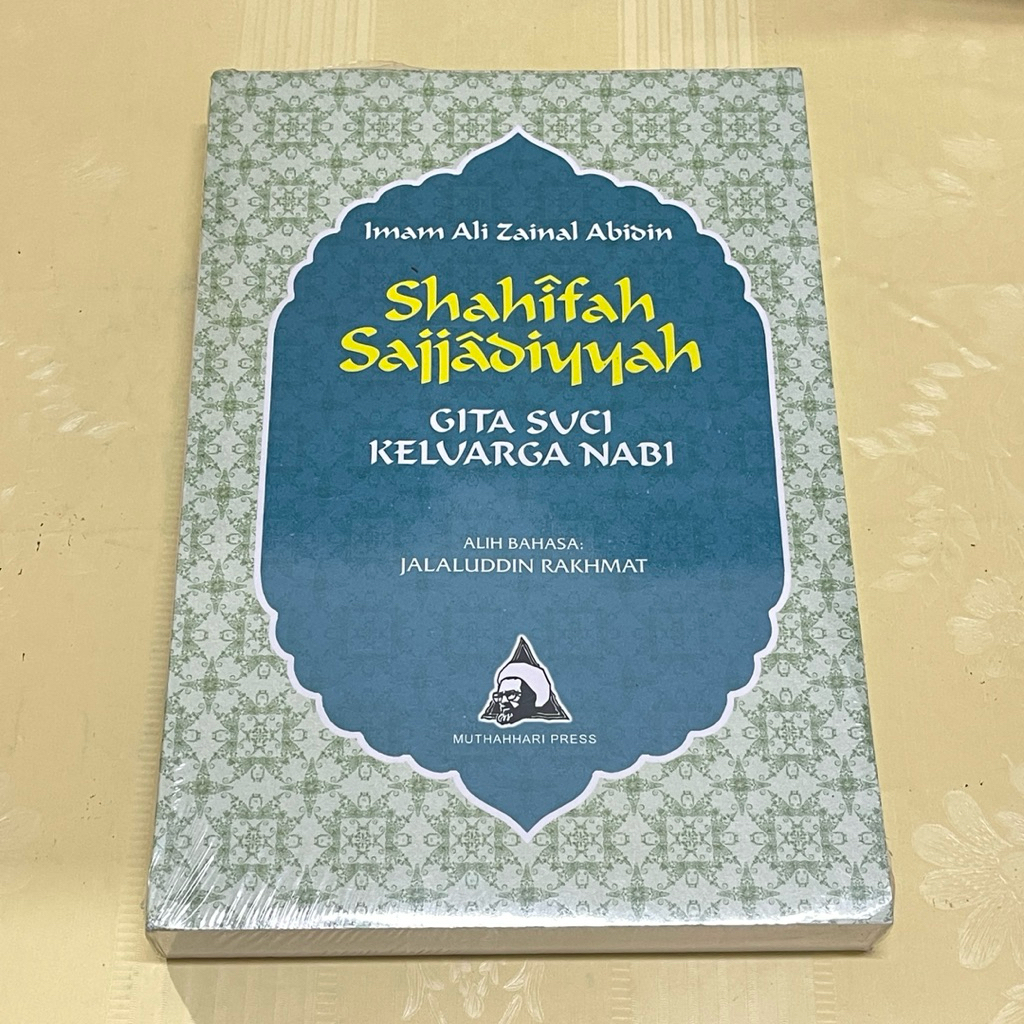 Imam Ali Zainal Abidin
Shahîfah
Sajjâdiyyah
GITA SUCI
KELUARGA NABI
ALIH BAHASA:
JALALUDDIN RAKHMAT
MUTHAHHARI PRESS